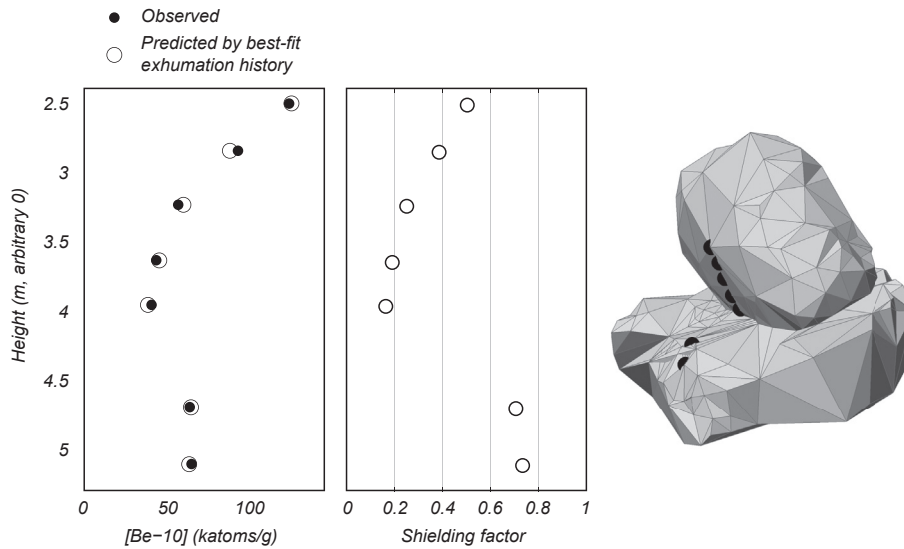 Observed
Predicted by best-fit
exhumation history
2.5
3
3.5
4
4.5
5
Height (m, arbitrary 0)
0 50 100
[Be−10] (katoms/g)
0 0.2 0.4 0.6 0.8 1
Shielding factor